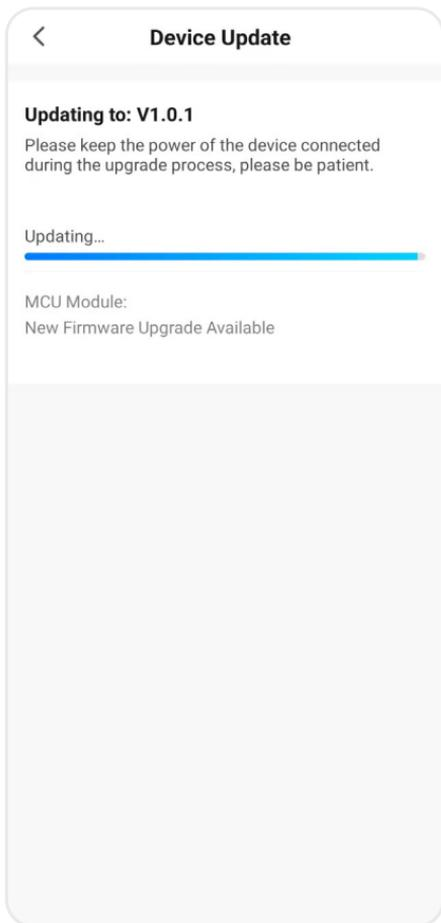 Device Update
Updating to: V1.0.1
Please keep the power of the device connected
during the upgrade process, please be patient.
Updating...
MCU Module:
New Firmware Upgrade Available